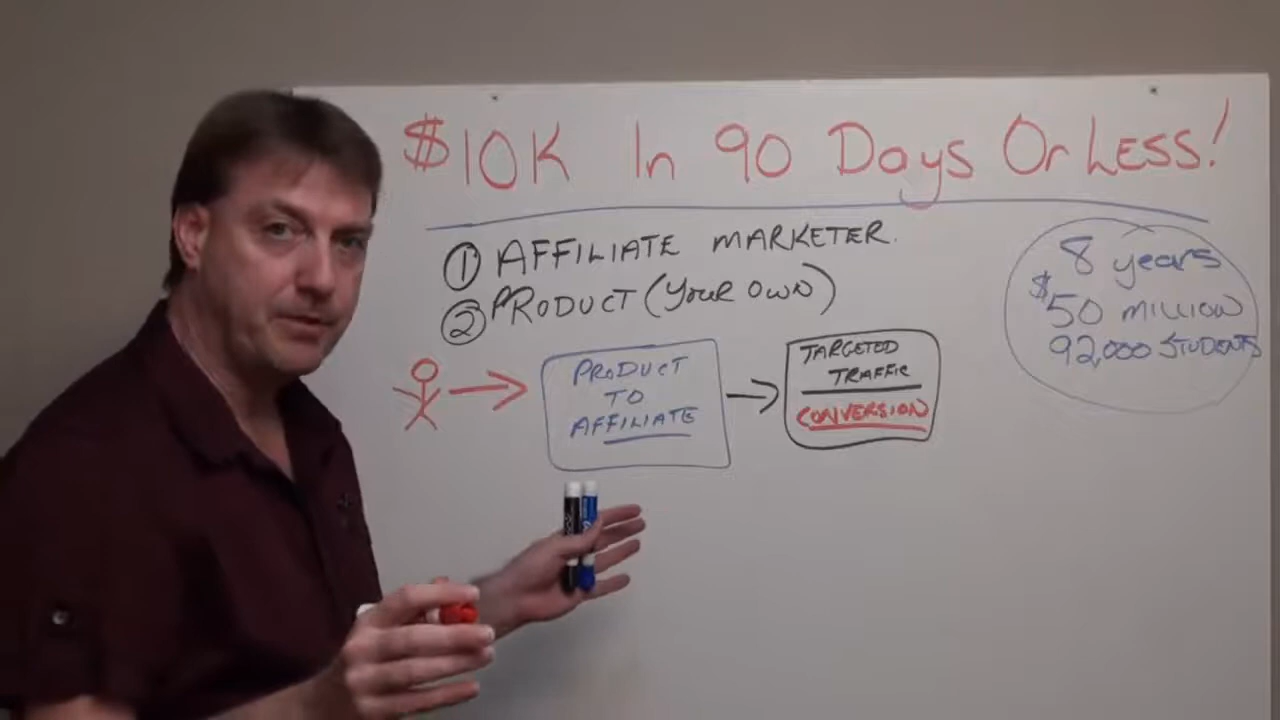 $10K In 90 Days Or Less!
① AFFILIATE MARKETER.
② PRODUCT (Your own)
8 years
$50 million
92,000 STUDENTS
PRODUCT
TO
AFFILIATE
TARGETED
TRAFFIC
CONVERSION